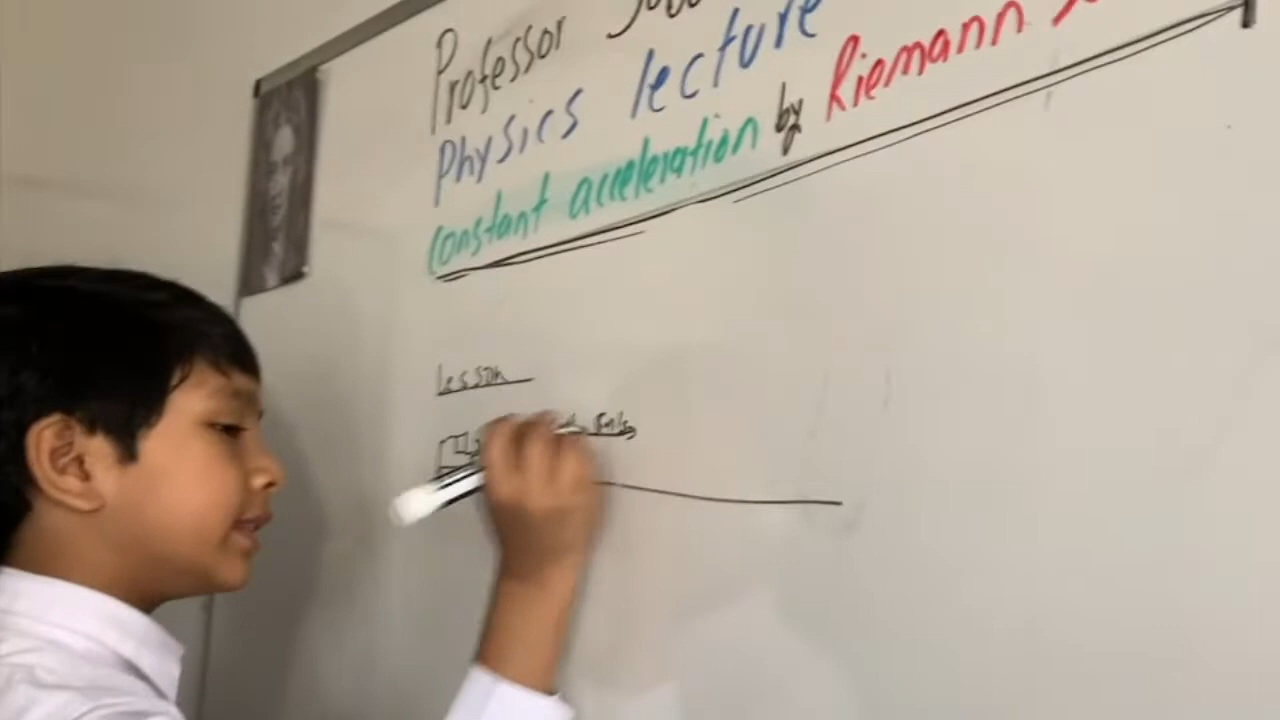 Professor
Physics lecture
constant acceleration by Riemann
lesson